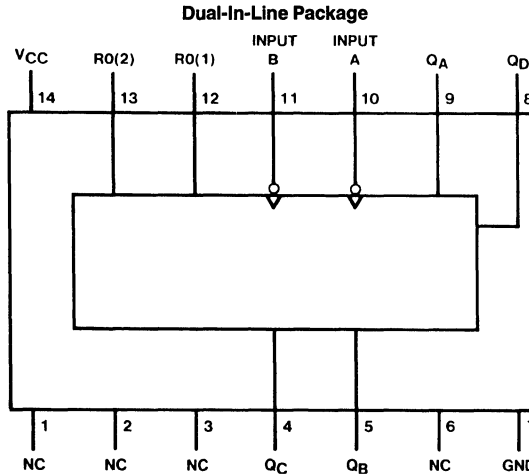 Dual-In-Line Package
VCC R0(2) R0(1) INPUT B INPUT A QA QD
14 13 12 11 10 9 8
1 2 3 4 5 6
NC NC NC QC QB NC GND